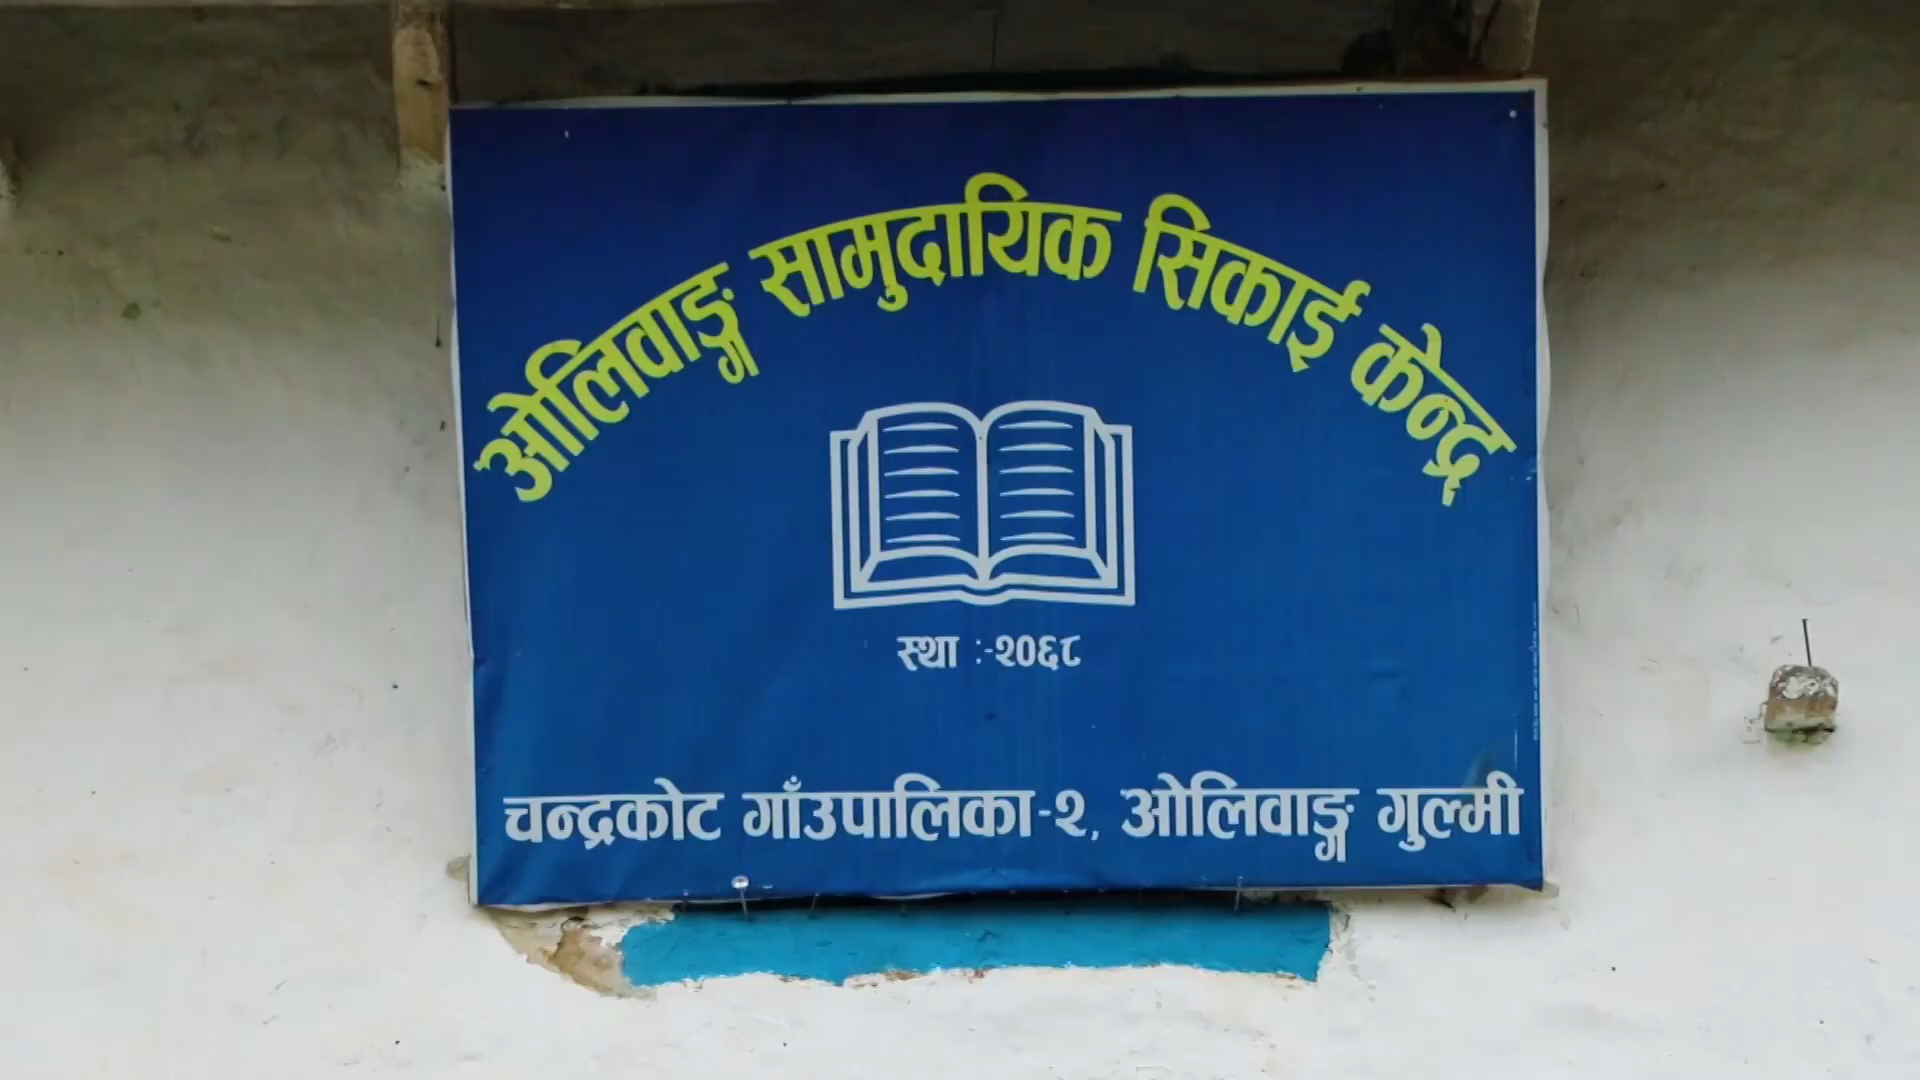 ओलिवाङ्ग सामुदायिक सिकाई केन्द्र
स्था :-२०६८
चन्द्रकोट गाँउपालिका-२, ओलिवाङ्ग गुल्मी